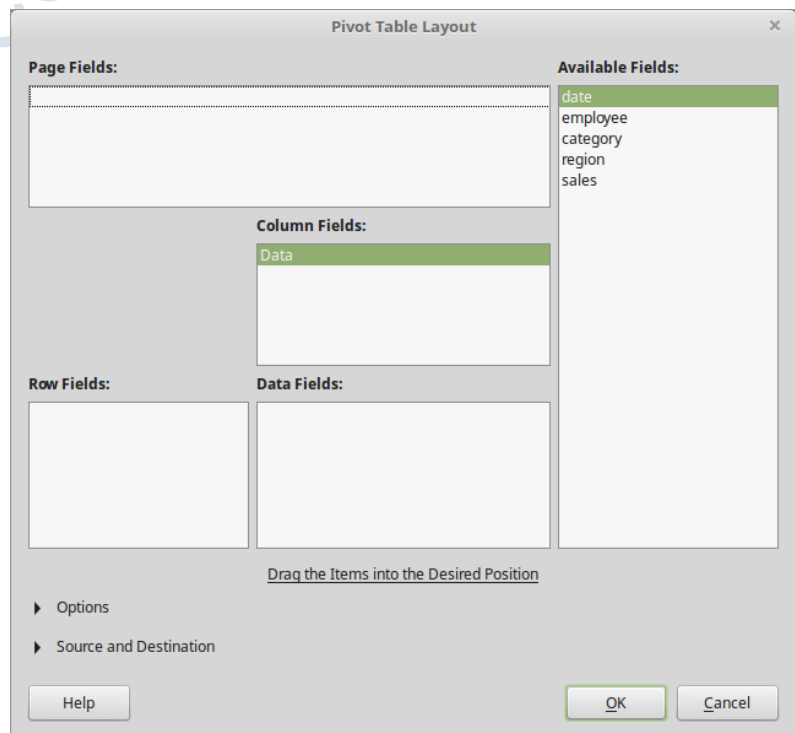 Pivot Table Layout
Page Fields:
Available Fields:
date
employee
category
region
sales
Column Fields:
Data
Row Fields:
Data Fields:
Drag the Items into the Desired Position
Options
Source and Destination
Help
OK
Cancel